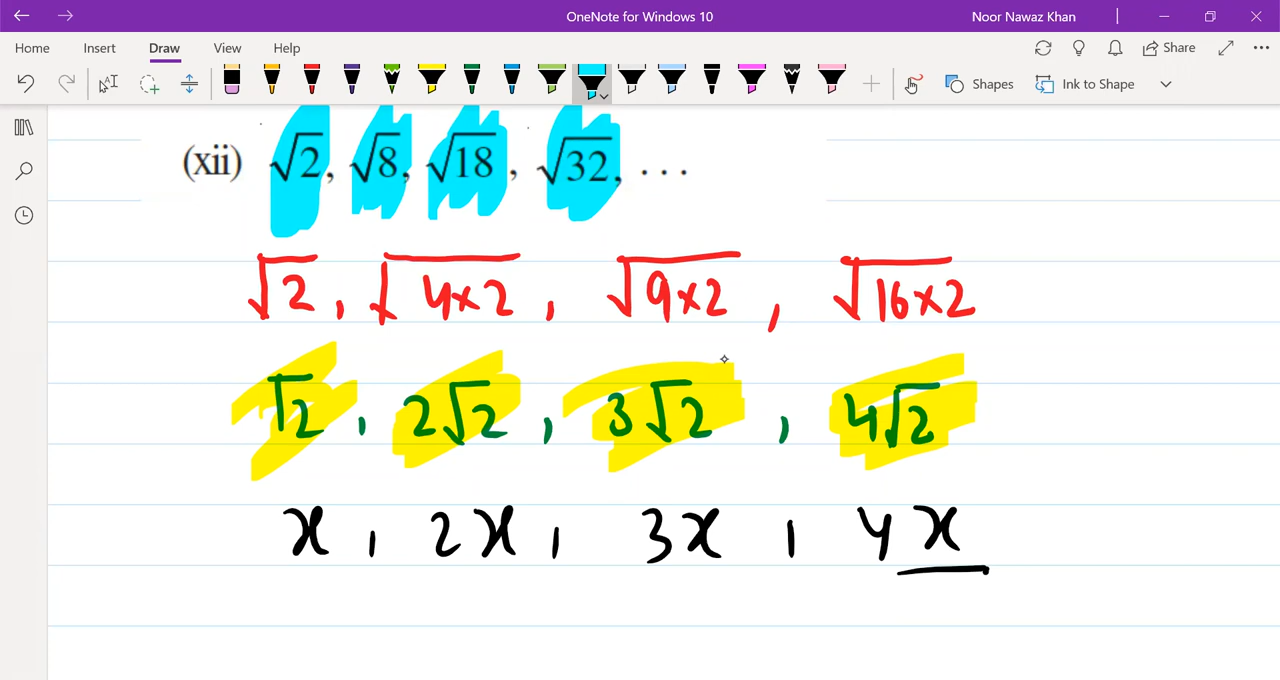 OneNote for Windows 10
Noor Nawaz Khan
Home Insert Draw View Help
Share
Shapes
Ink to Shape
(xii) √2, √8, √18, √32, ...
√2, √4×2, √9×2, √16×2
√2, 2√2, 3√2, 4√2
x, 2x, 3x, 4x